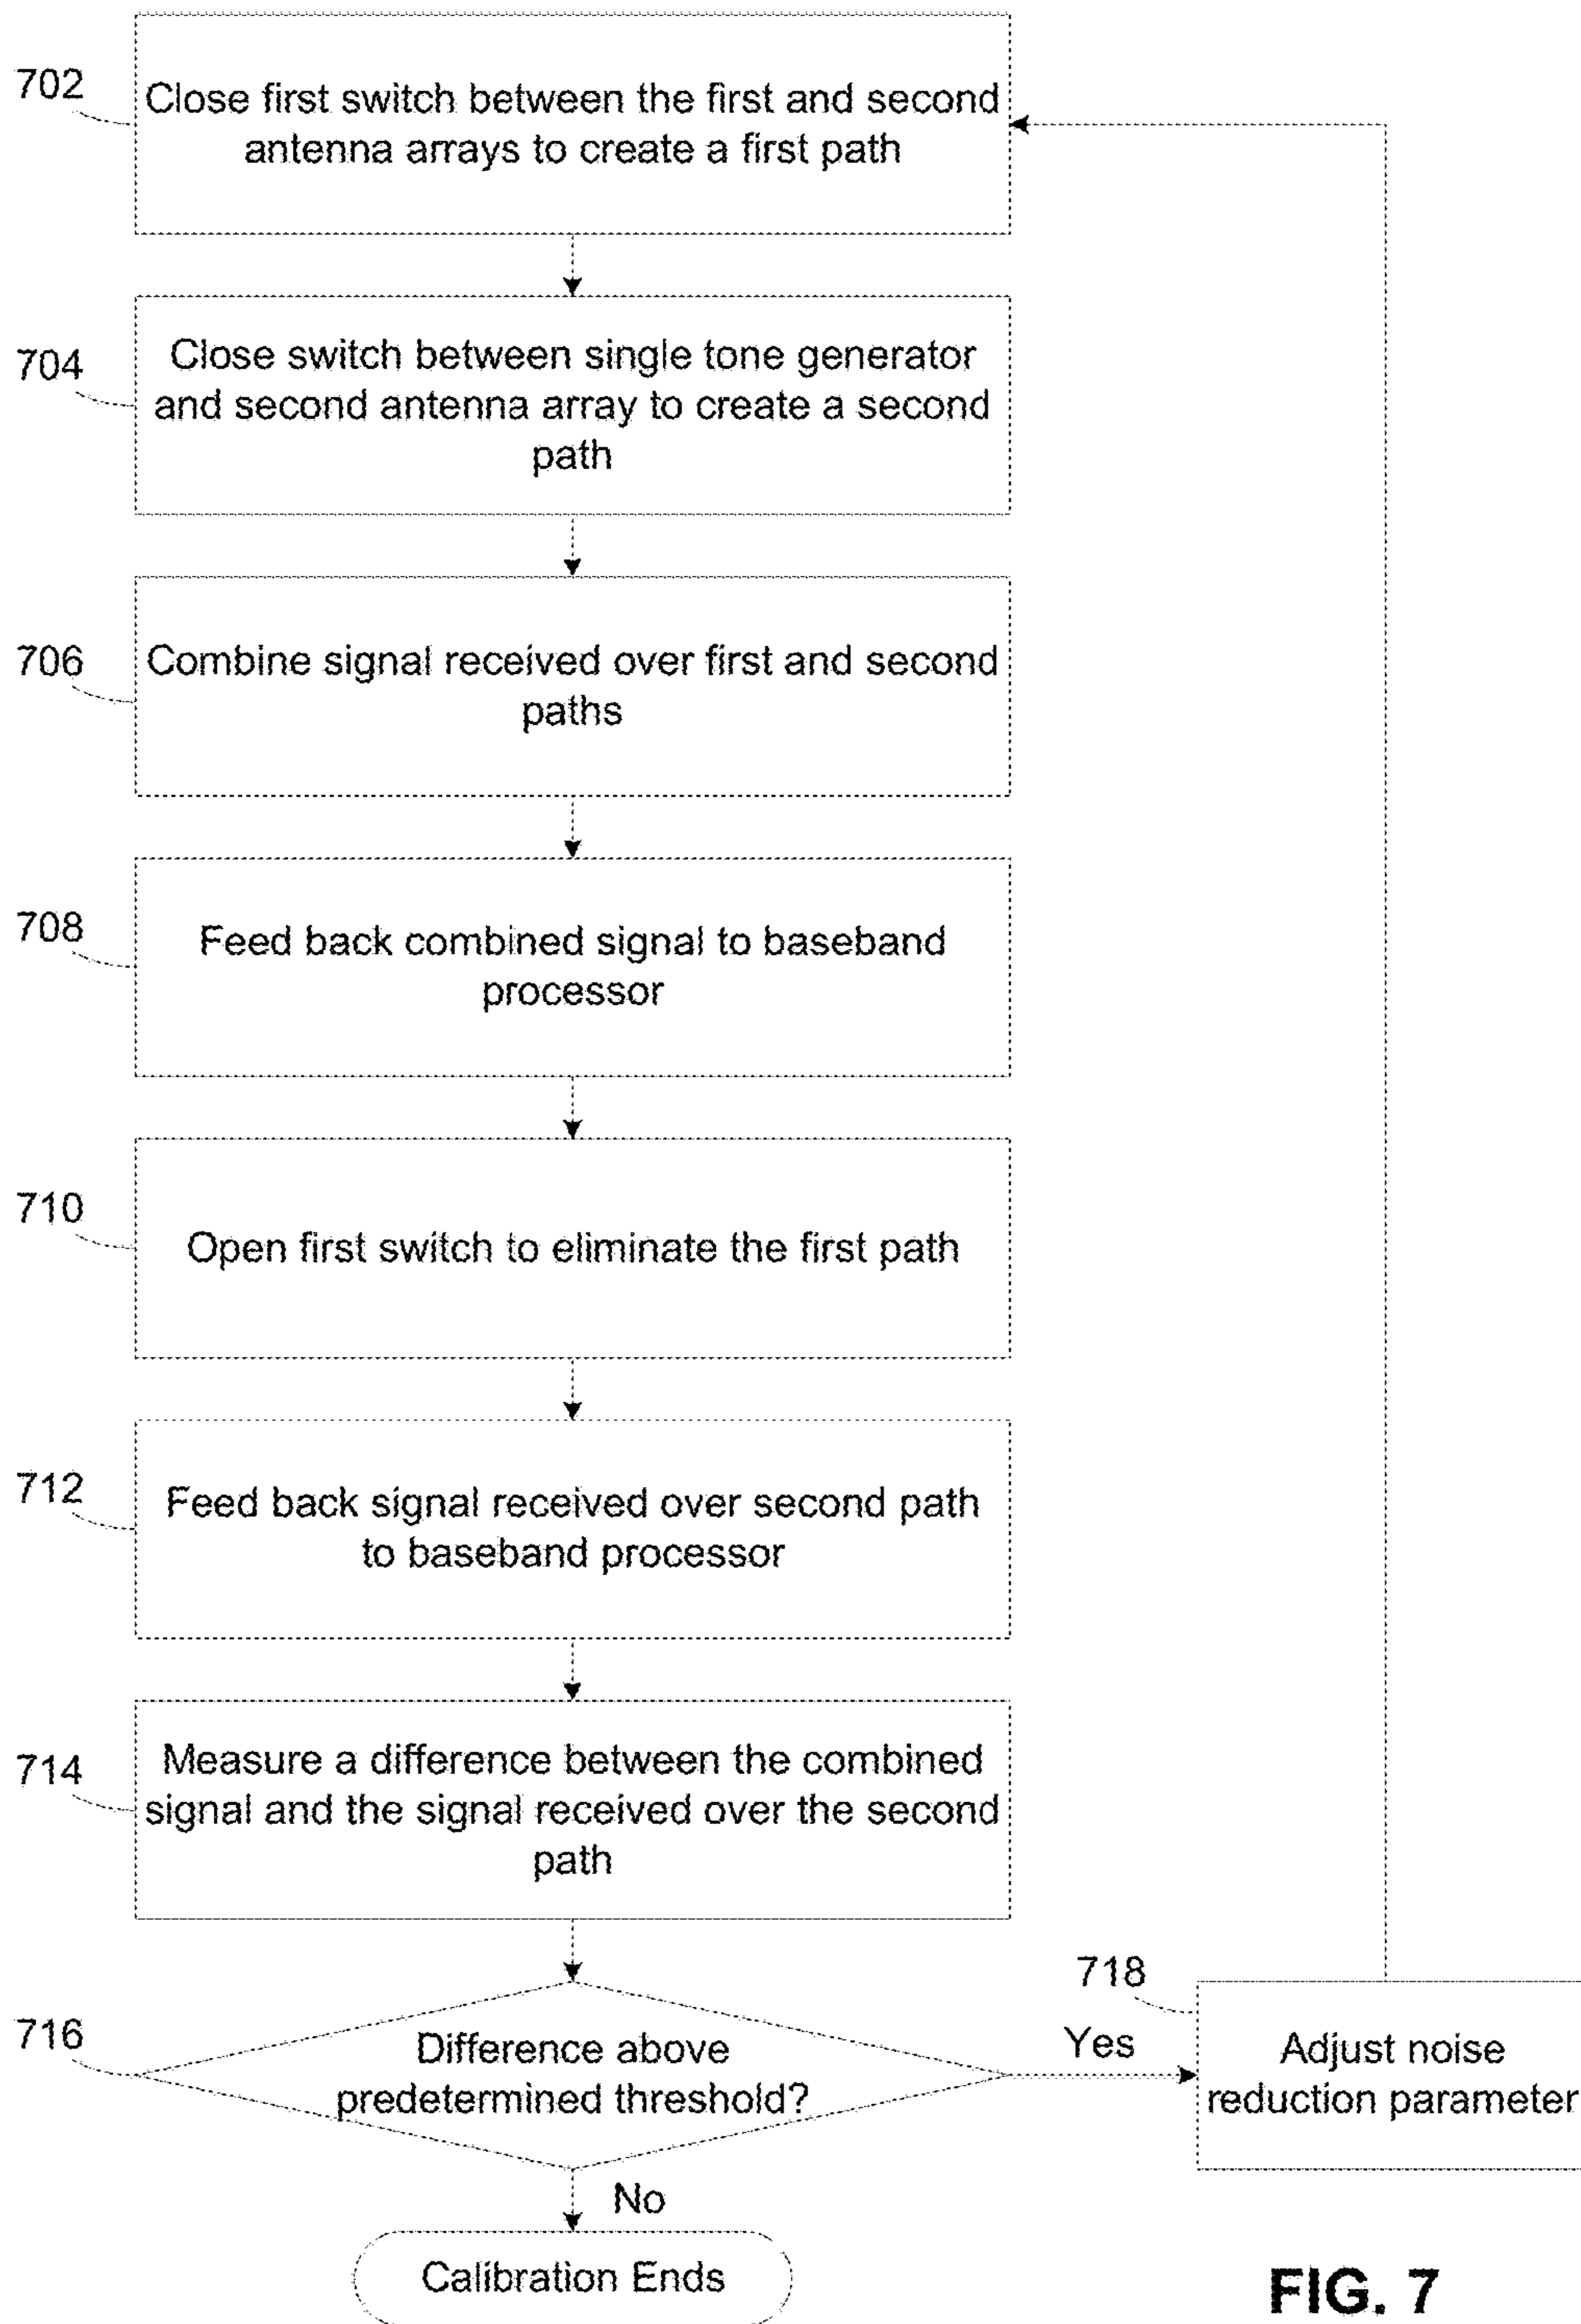 702
Close first switch between the first and second
antenna arrays to create a first path
704
Close switch between single tone generator
and second antenna array to create a second
path
706
Combine signal received over first and second
paths
708
Feed back combined signal to baseband
processor
710
Open first switch to eliminate the first path
712
Feed back signal received over second path
to baseband processor
714
Measure a difference between the combined
signal and the signal received over the second
path
716
Difference above
predetermined threshold?
Yes
718
Adjust noise
reduction parameter
No
Calibration Ends
FIG. 7